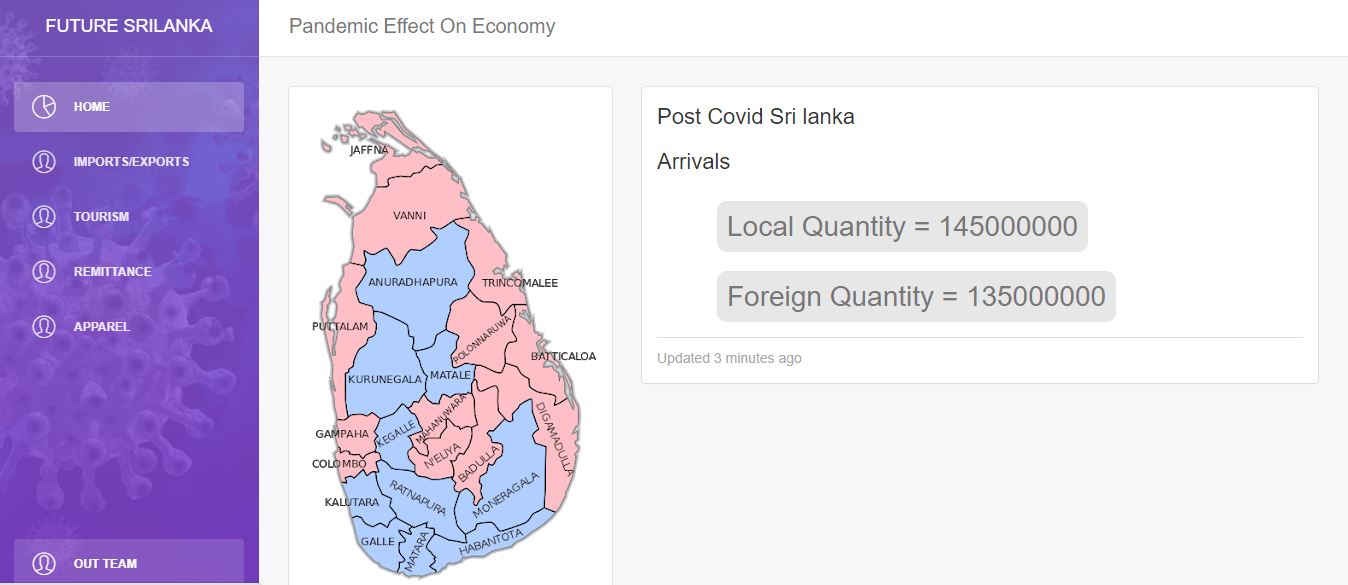 FUTURE SRILANKA
HOME
IMPORTS/EXPORTS
TOURISM
REMITTANCE
APPAREL
OUT TEAM
Pandemic Effect On Economy
JAFFNA
VANNI
ANURADHAPURA
TRINCOMALEE
PUTTALAM
POLONNARUWA
BATTICALOA
KURUNEGALA
MATALE
MAHANUWARA
DIGAMADULLA
GAMPAHA
KEGALLE
COLOMBO
N'ELIYA
BADULLA
KALUTARA
RATNAPURA
MONERAGALA
GALLE
MATARA
HABANTOTA
Post Covid Sri lanka
Arrivals
Local Quantity = 145000000
Foreign Quantity = 135000000
Updated 3 minutes ago